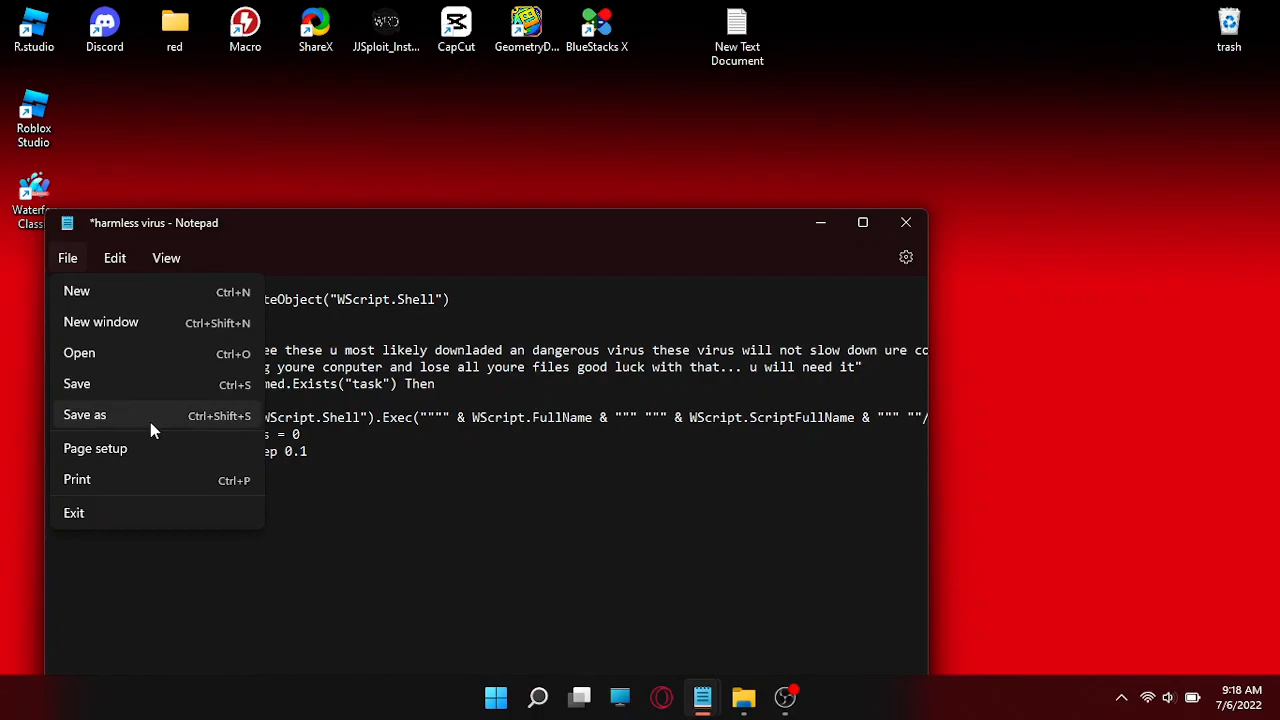 Rstudio
Discord
red
Macro
ShareX
JJSploit_Inst...
CapCut
GeometryD...
BlueStacks X
New Text
Document
trash
Roblox
Studio
Waterfo
Class
*harmless virus - Notepad
File
Edit
View
New Ctrl+N
New window Ctrl+Shift+N
Open Ctrl+O
Save Ctrl+S
Save as Ctrl+Shift+S
Page setup
Print Ctrl+P
Exit
teObject("WScript.Shell")
ee these u most likely downladed an dangerous virus these virus will not slow down ure co
g youre computer and lose all youre files good luck with that... u will need it"
med.Exists("task") Then
WScript.Shell").Exec("""" & WScript.FullName & """ """ & WScript.ScriptFullName & """ ""/
s = 0
ep 0.1
9:18 AM
7/6/2022